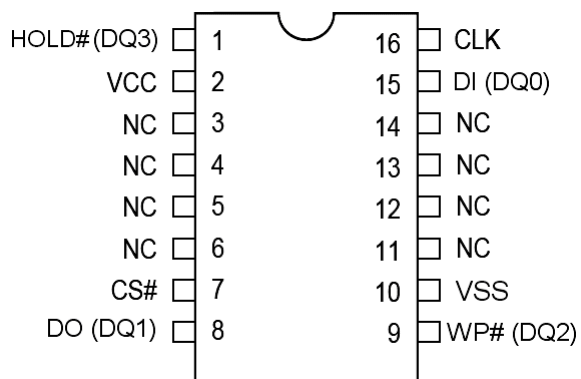 HOLD# (DQ3) 1 16 CLK
VCC 2 15 DI (DQ0)
NC 3 14 NC
NC 4 13 NC
NC 5 12 NC
NC 6 11 NC
CS# 7 10 VSS
DO (DQ1) 8 9 WP# (DQ2)